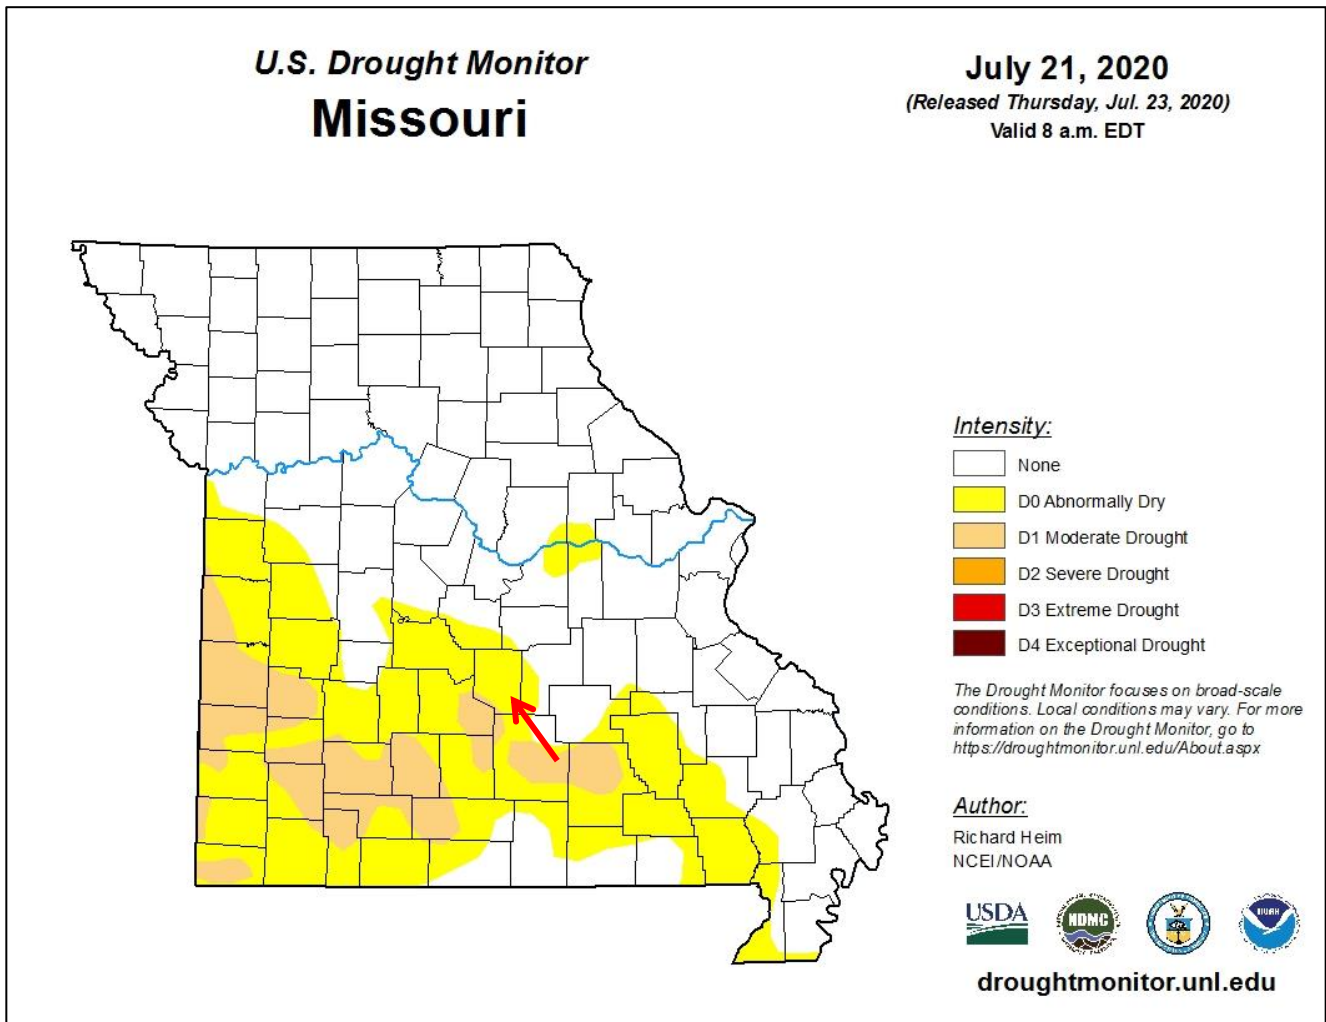 U.S. Drought Monitor
Missouri
July 21, 2020
(Released Thursday, Jul. 23, 2020)
Valid 8 a.m. EDT
Intensity:
None
D0 Abnormally Dry
D1 Moderate Drought
D2 Severe Drought
D3 Extreme Drought
D4 Exceptional Drought
The Drought Monitor focuses on broad-scale
conditions. Local conditions may vary. For more
information on the Drought Monitor, go to
https://droughtmonitor.unl.edu/About.aspx
Author:
Richard Heim
NCEI/NOAA
USDA
NDMC
NOAA
droughtmonitor.unl.edu